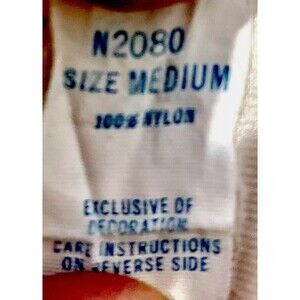 N2080
SIZE MEDIUM
100% NYLON
EXCLUSIVE OF
DECORATION
CARE INSTRUCTIONS
ON REVERSE SIDE